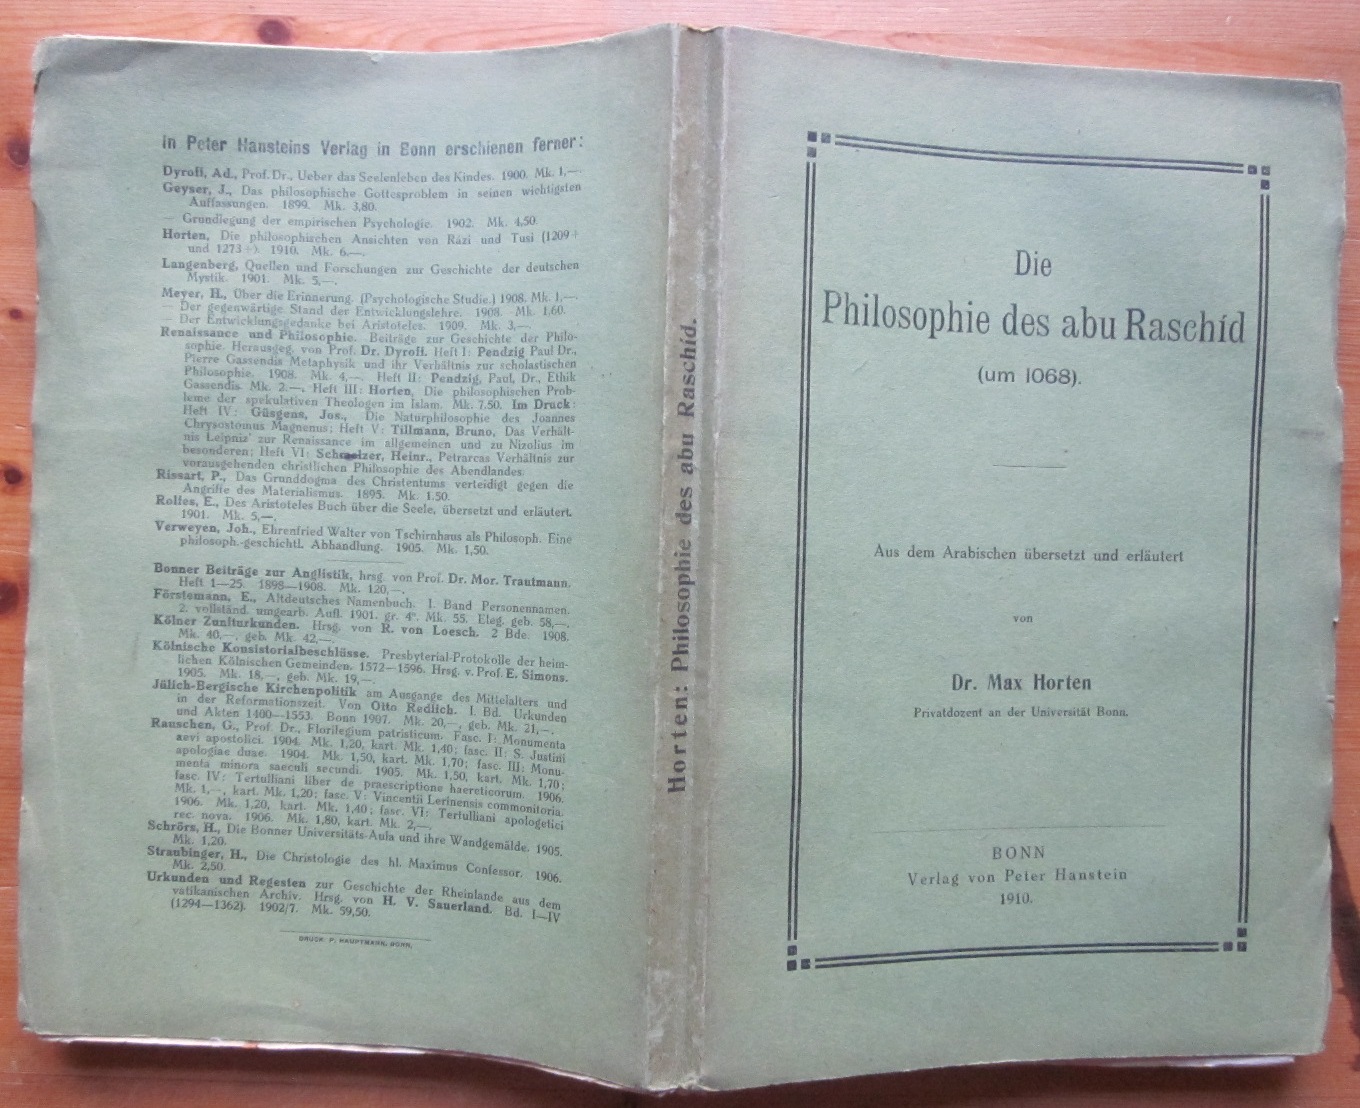 In Peter Hansteins Verlag in Bonn erschienen ferner:
Dyroff, Ad., Prof. Dr., Ueber das Seelenleben des Kindes. 1900. Mk. 1,—.
Geyser, J., Das philosophische Gottesproblem in seinen wichtigsten
Auffassungen. 1899. Mk. 3,80.
— Grundlegung der empirischen Psychologie. 1902. Mk. 4,50.
Horten, Die philosophischen Ansichten von Rázi und Tusi (1209 †
und 1273 †). 1910. Mk. 6.—.
Langenberg, Quellen und Forschungen zur Geschichte der deutschen
Mystik. 1901. Mk. 5,—.
Meyer, H., Über die Erinnerung. (Psychologische Studie.) 1908. Mk. 1,—.
— Der gegenwärtige Stand der Entwicklungslehre. 1908. Mk. 1,60.
— Der Entwicklungsgedanke bei Aristoteles. 1909. Mk. 3,—
Renaissance und Philosophie. Beiträge zur Geschichte der Philo-
sophie. Herausgeg. von Prof. Dr. Dyroff. Heft I: Pendzig Paul Dr.,
Pierre Gassendis Metaphysik und ihr Verhältnis zur scholastischen
Philosophie. 1908. Mk. 4,—. Heft II: Pendzig, Paul, Dr., Ethik
Gassendis. Mk. 2.—. Heft III: Horten, Die philosophischen Prob-
leme der spekulativen Theologen im Islam. Mk. 7.50. Im Druck:
Heft IV: Güsgens, Jos., Die Naturphilosophie des Joannes
Chrysostomus Magnenus; Heft V: Tillmann, Bruno, Das Verhält-
nis Leipniz' zur Renaissance im allgemeinen und zu Nizolius im
besonderen; Heft VI: Schmelzer, Heinr., Petrarcas Verhältnis zur
vorausgehenden christlichen Philosophie des Abendlandes.
Rissart, P., Das Grunddogma des Christentums verteidigt gegen die
Angriffe des Materialismus. 1895. Mk. 1.50.
Rolfes, E., Des Aristoteles Buch über die Seele, übersetzt und erläutert.
1901. Mk. 5,—.
Verweyen, Joh., Ehrenfried Walter von Tschirnhaus als Philosoph. Eine
philosoph.-geschichtl. Abhandlung. 1905. Mk. 1,50.
Bonner Beiträge zur Anglistik, hrsg. von Prof. Dr. Mor. Trautmann.
Heft 1—25. 1898—1908. Mk. 120,—.
Förstemann, E., Altdeutsches Namenbuch. I. Band Personennamen.
2. vollständ. umgearb. Aufl. 1901. gr. 4°. Mk. 55. Eleg. geb. 58,—.
Kölner Zunfturkunden. Hrsg. von R. von Loesch. 2 Bde. 1908.
Mk. 40,—, geb. Mk. 42,—.
Kölnische Konsistorialbeschlüsse. Presbyterial-Protokolle der heim-
lichen Kölnischen Gemeinden. 1572—1596. Hrsg. v. Prof. E. Simons.
1905. Mk. 18,—, geb. Mk. 19,—.
Jülich-Bergische Kirchenpolitik am Ausgange des Mittelalters und
in der Reformationszeit. Von Otto Redlich. I. Bd. Urkunden
und Akten 1400—1553. Bonn 1907. Mk. 20,—, geb. Mk. 21,—.
Rauschen, G., Prof. Dr., Florilegium patristicum. Fasc. I: Monumenta
aevi apostolici. 1904. Mk. 1,20, kart. Mk. 1,40; fasc. II: S. Justini
apologiae duae. 1904. Mk. 1,50, kart. Mk. 1,70; fasc. III: Monu-
menta minora saeculi secundi. 1905. Mk. 1,50, kart. Mk. 1,70;
fasc. IV: Tertulliani liber de praescriptione haereticorum. 1906.
Mk. 1,—, kart. Mk. 1,20; fasc. V: Vincentii Lerinensis commonitoria.
1906. Mk. 1,20, kart. Mk. 1,40; fasc. VI: Tertulliani apologetici
rec. nova. 1906. Mk. 1,80, kart. Mk. 2,—.
Schrörs, H., Die Bonner Universitäts-Aula und ihre Wandgemälde. 1905.
Mk. 1,20.
Straubinger, H., Die Christologie des hl. Maximus Confessor. 1906.
Mk. 2,50.
Urkunden und Regesten zur Geschichte der Rheinlande aus dem
vatikanischen Archiv. Hrsg. von H. V. Sauerland. Bd. I—IV
(1294—1362). 1902/7. Mk. 59,50.
DRUCK: P. HAUPTMANN, BONN.
Horten: Philosophie des abu Raschíd.
Die
Philosophie des abu Raschíd
(um 1068).
Aus dem Arabischen übersetzt und erläutert
von
Dr. Max Horten
Privatdozent an der Universität Bonn.
BONN
Verlag von Peter Hanstein
1910.